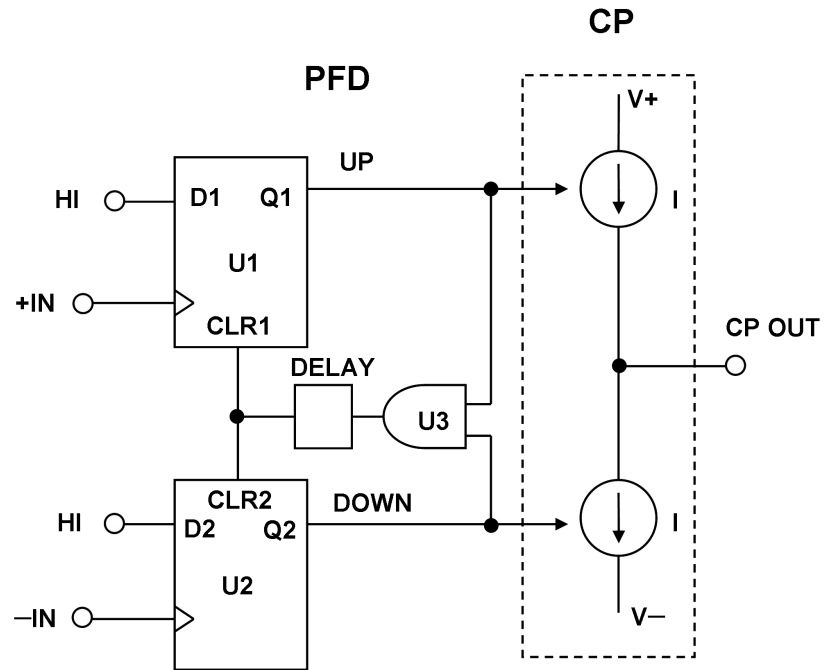 CP
PFD
V+
UP
HI
D1
Q1
I
U1
+IN
CLR1
CP OUT
DELAY
U3
CLR2
DOWN
HI
D2
Q2
I
U2
–IN
V–